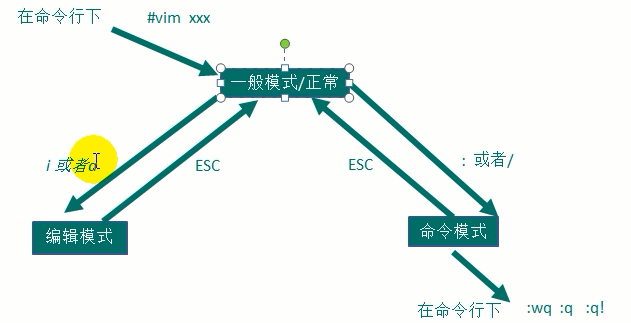 在命令行下
#vim xxx
一般模式/正常
i 或者a
ESC
ESC
: 或者/
编辑模式
命令模式
在命令行下
:wq :q :q!